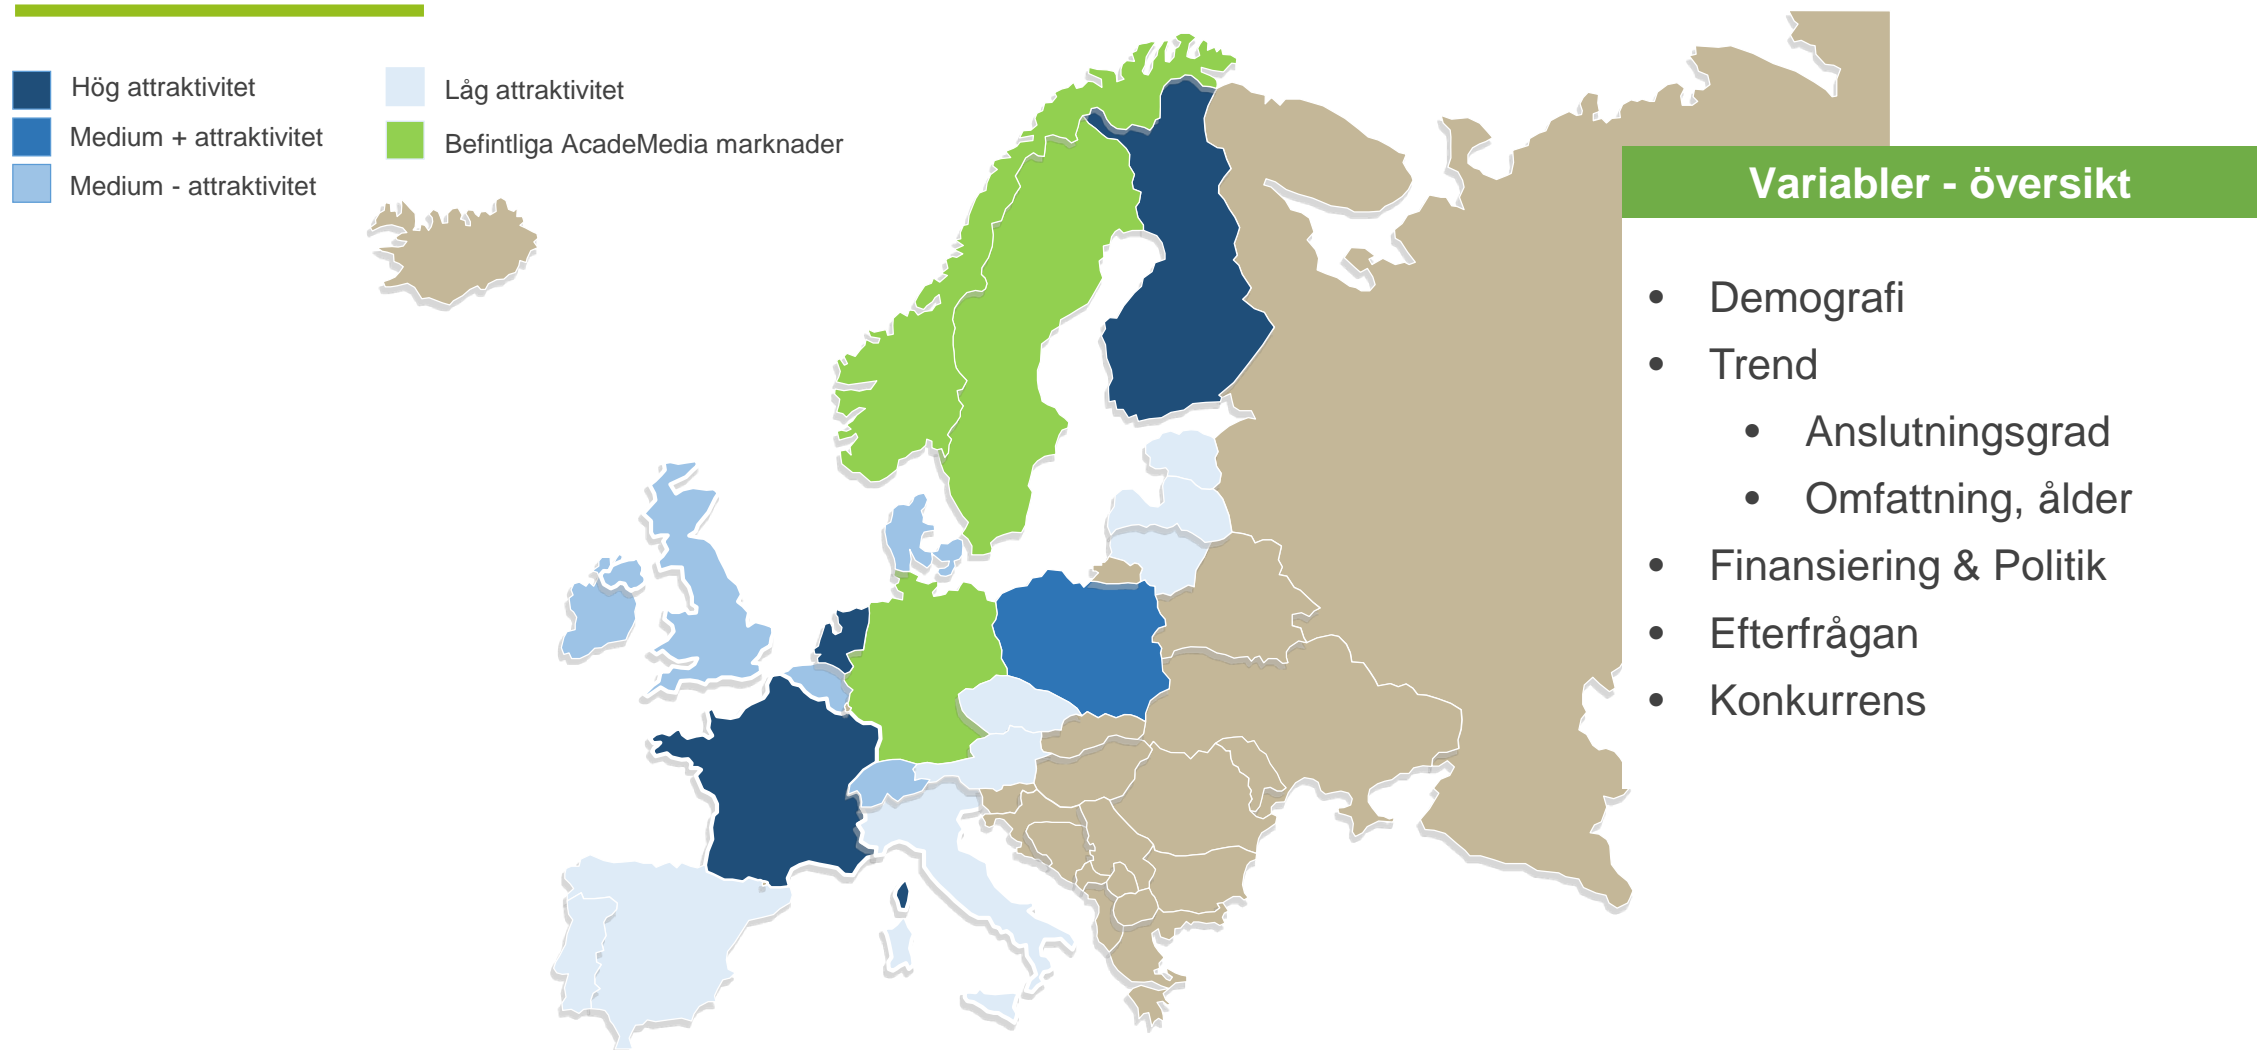 Hög attraktivitet
Medium + attraktivitet
Medium - attraktivitet
Låg attraktivitet
Befintliga AcadeMedia marknader
Variabler - översikt
• Demografi
• Trend
• Anslutningsgrad
• Omfattning, ålder
• Finansiering & Politik
• Efterfrågan
• Konkurrens